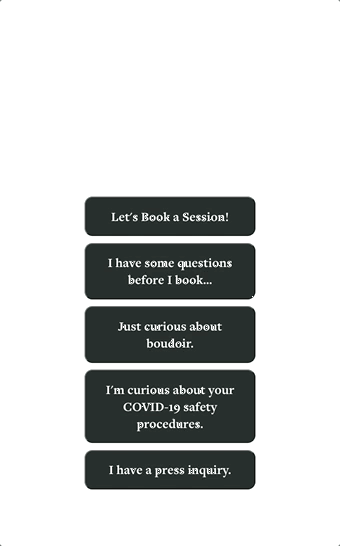 Let's Book a Session!
I have some questions
before I book...
Just curious about
boudoir.
I'm curious about your
COVID-19 safety
procedures.
I have a press inquiry.